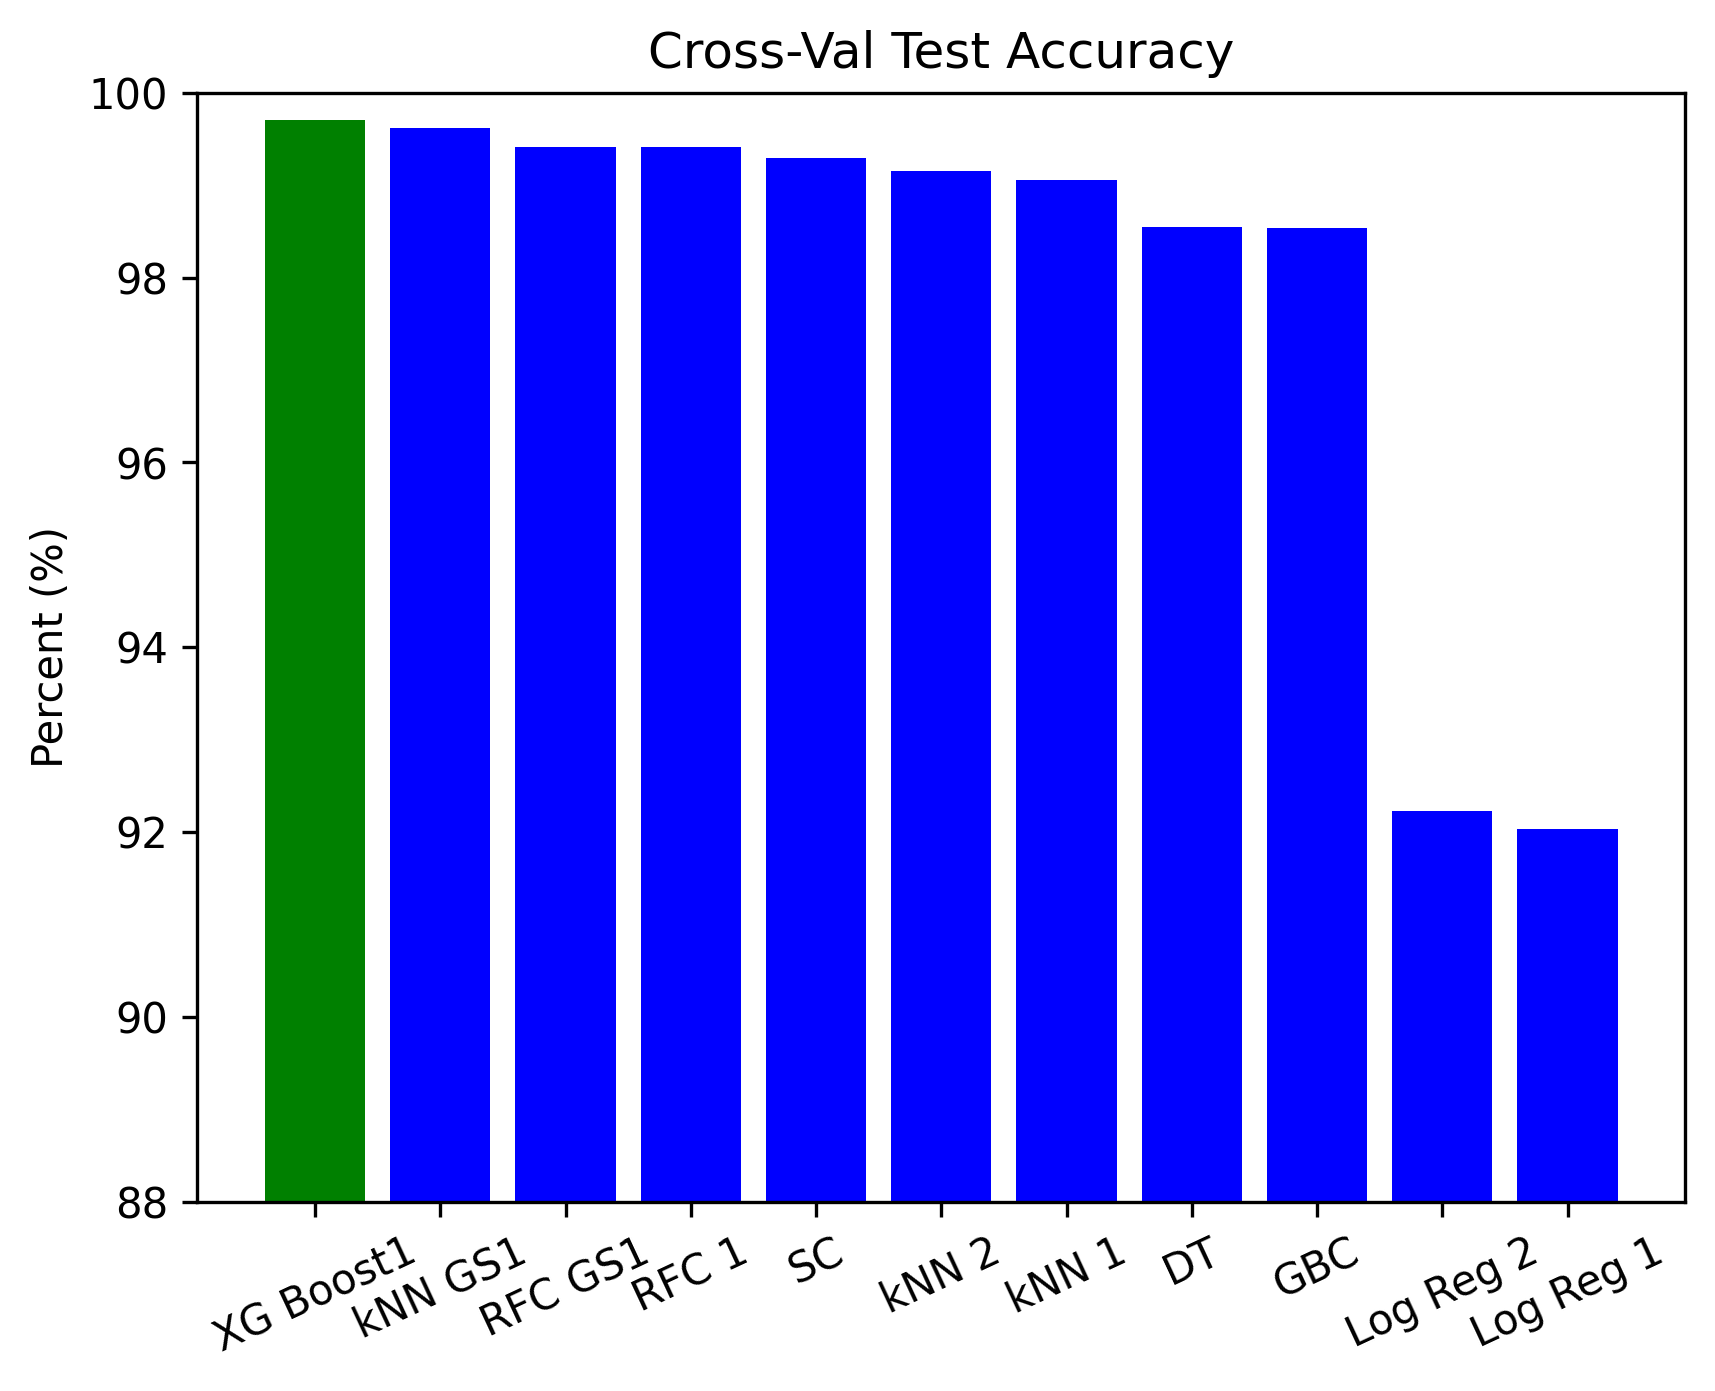 Cross-Val Test Accuracy
Percent (%)
100
98
96
94
92
90
88
XG Boost1
kNN GS1
RFC GS1
RFC 1
SC
kNN 2
kNN 1
DT
GBC
Log Reg 2
Log Reg 1